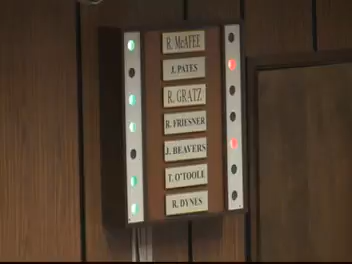 R. McAFEE
J. PATES
R. GRATZ
B. FRIESNER
J. BEAVERS
T. O'TOOLE
R. DYNES